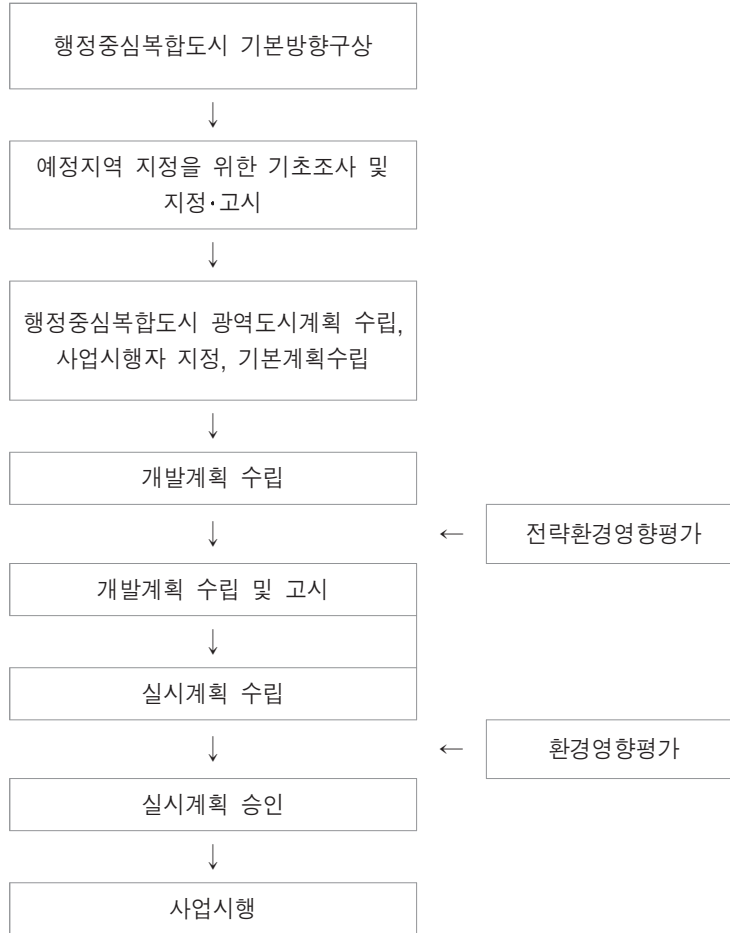 행정중심복합도시 기본방향구상
↓
예정지역 지정을 위한 기초조사 및
지정·고시
↓
행정중심복합도시 광역도시계획 수립,
사업시행자 지정, 기본계획수립
↓
개발계획 수립
↓ ← 전략환경영향평가
개발계획 수립 및 고시
↓
실시계획 수립
↓ ← 환경영향평가
실시계획 승인
↓
사업시행